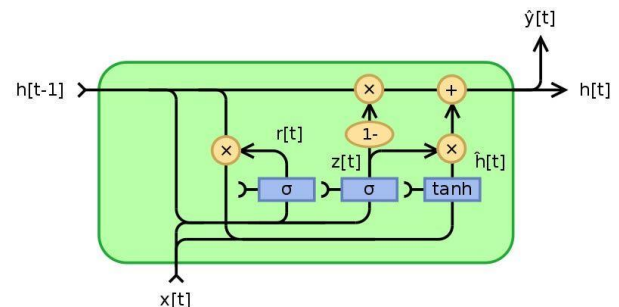 ŷ[t]
h[t-1]
×
+
h[t]
r[t]
1-
×
z[t]
×
ĥ[t]
σ
σ
tanh
x[t]